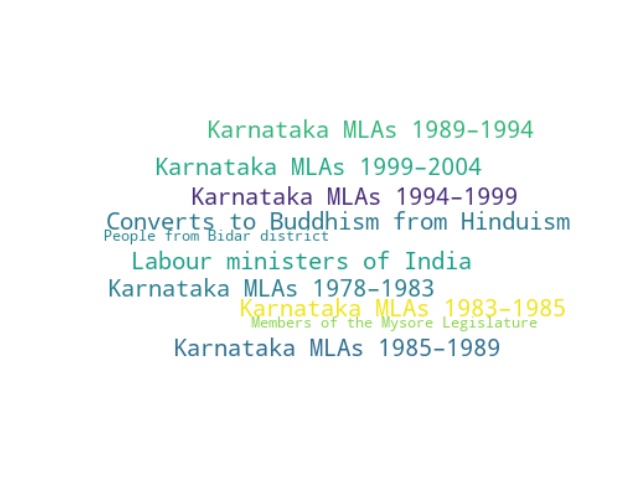 Karnataka MLAs 1989–1994
Karnataka MLAs 1999–2004
Karnataka MLAs 1994–1999
Converts to Buddhism from Hinduism
People from Bidar district
Labour ministers of India
Karnataka MLAs 1978–1983
Karnataka MLAs 1983–1985
Members of the Mysore Legislature
Karnataka MLAs 1985–1989